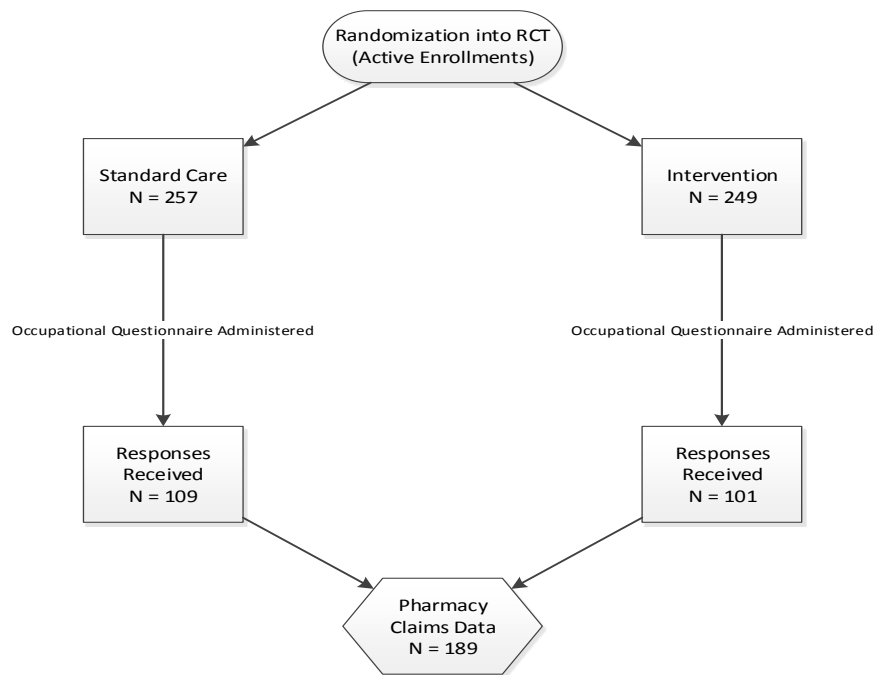 Randomization into RCT
(Active Enrollments)
Standard Care
N = 257
Intervention
N = 249
Occupational Questionnaire Administered
Occupational Questionnaire Administered
Responses
Received
N = 109
Responses
Received
N = 101
Pharmacy
Claims Data
N = 189